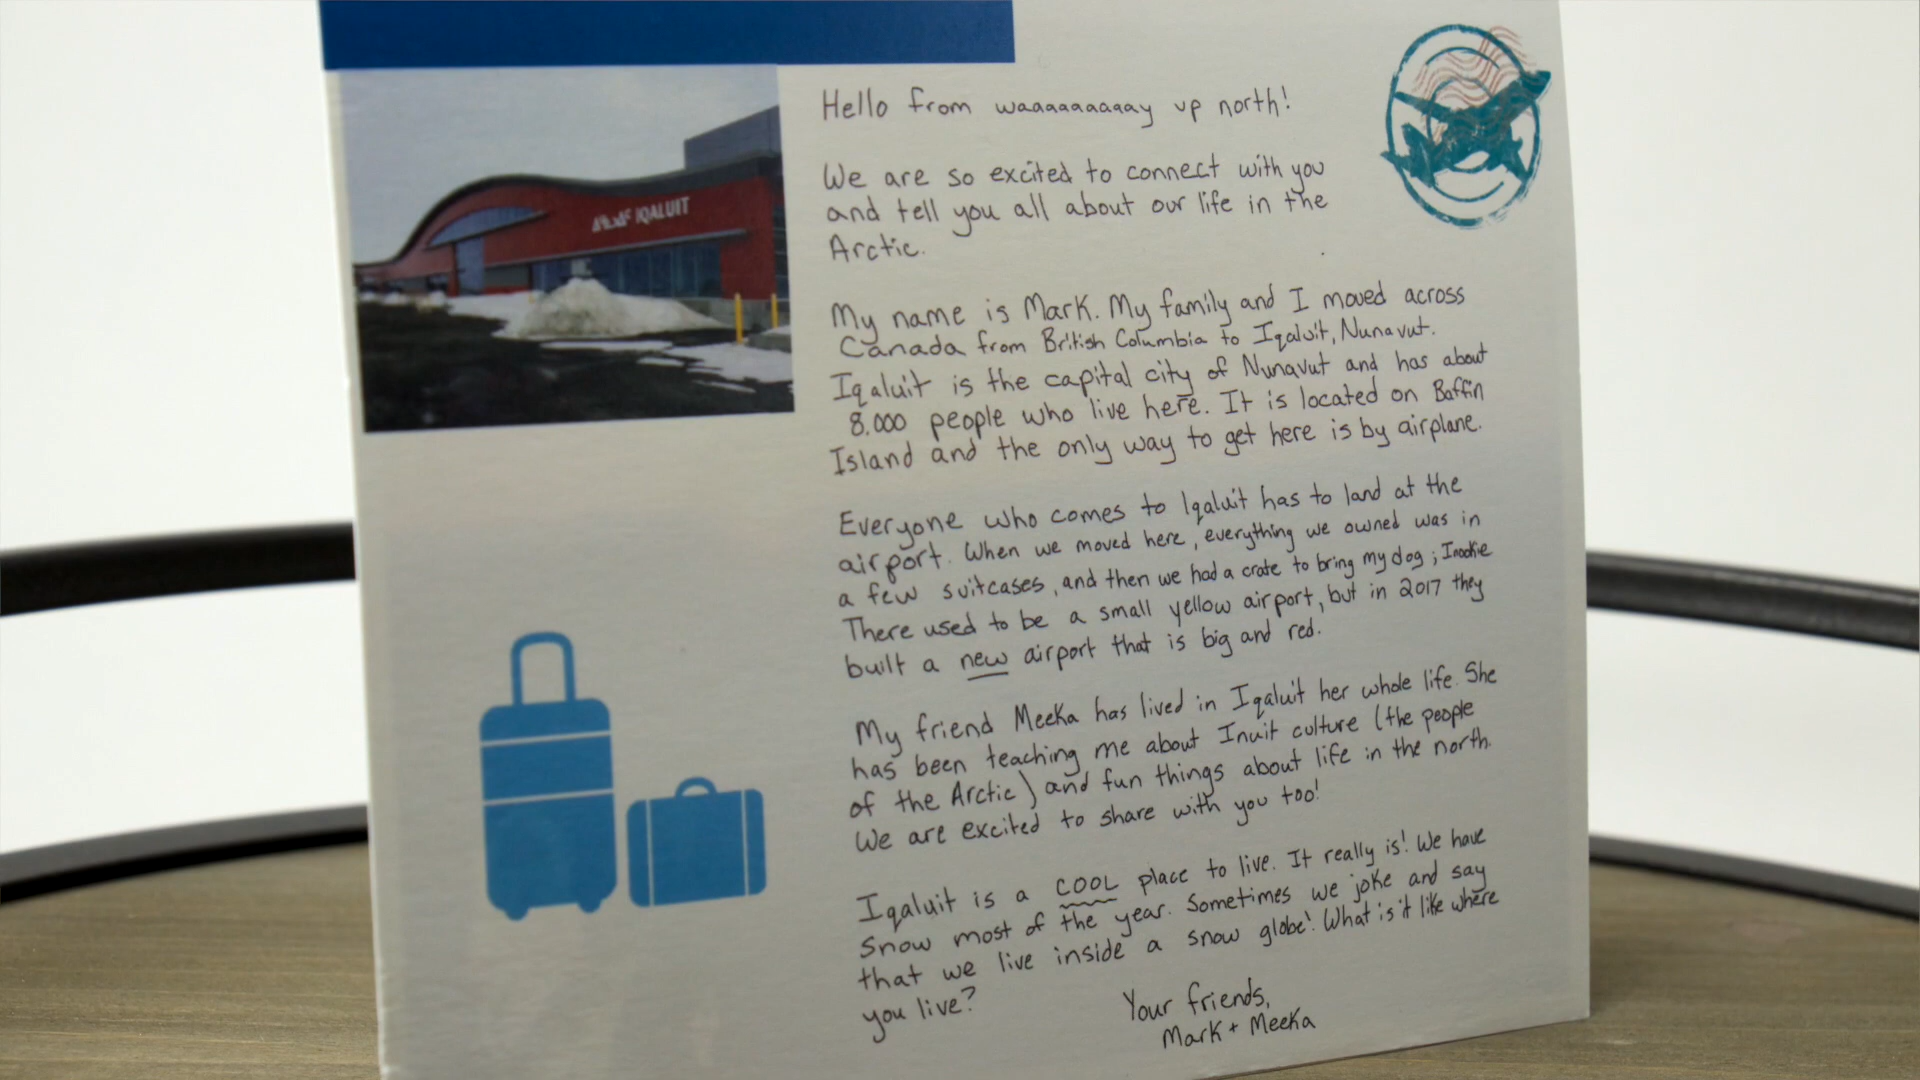 ᐃᖃᓗᐃᑦ IQALUIT
Hello from waaaaaaaaay up north!
We are so excited to connect with you
and tell you all about our life in the
Arctic.
My name is Mark. My family and I moved across
Canada from British Columbia to Iqaluit, Nunavut.
Iqaluit is the capital city of Nunavut and has about
8.000 people who live here. It is located on Baffin
Island and the only way to get here is by airplane.
Everyone who comes to Iqaluit has to land at the
airport. When we moved here, everything we owned was in
a few suitcases, and then we had a crate to bring my dog; Inookie
There used to be a small yellow airport, but in 2017 they
built a new airport that is big and red.
My friend Meeka has lived in Iqaluit her whole life. She
has been teaching me about Inuit culture (the people
of the Arctic) and fun things about life in the north.
We are excited to share with you too!
Iqaluit is a COOL place to live. It really is! We have
snow most of the year. Sometimes we joke and say
that we live inside a snow globe! What is it like where
you live?
Your friends,
Mark + Meeka